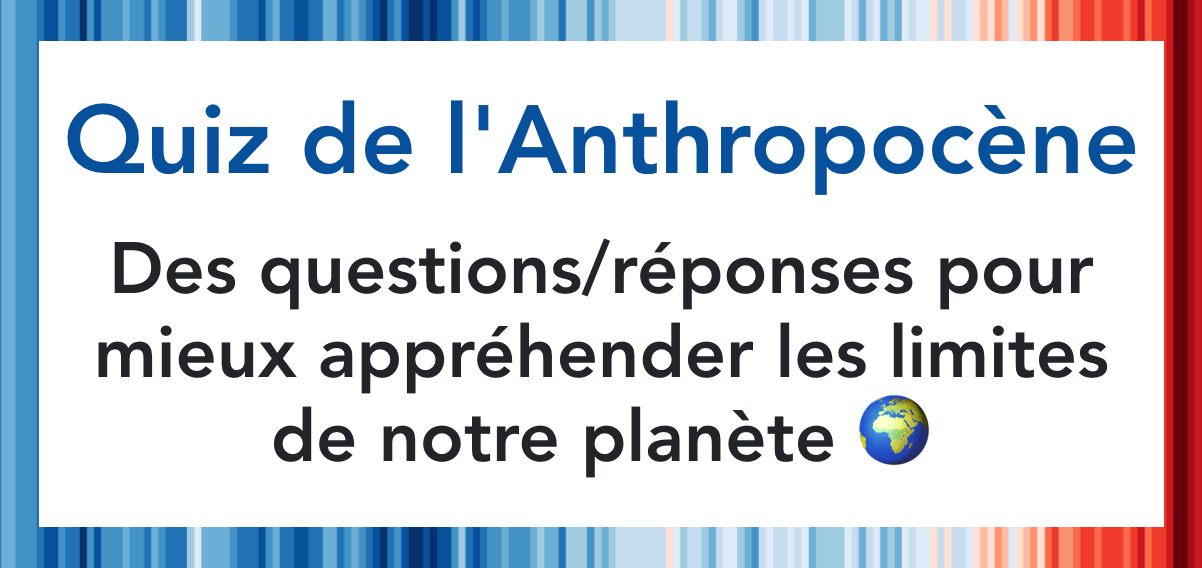 Quiz de l'Anthropocène
Des questions/réponses pour
mieux appréhender les limites
de notre planète 🌍